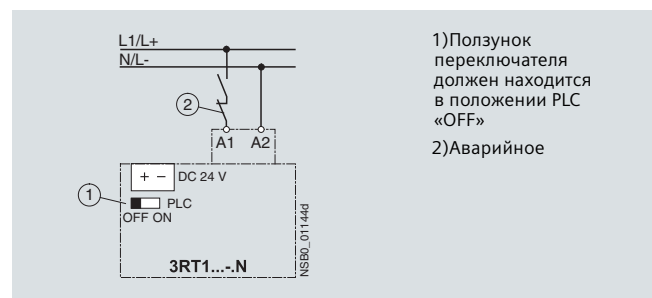 L1/L+
N/L-
2
A1 A2
+ − DC 24 V
1
PLC
OFF ON
3RT1...-.N
NSB0_01144d
1)Ползунок
переключателя
должен находится
в положении PLC
«OFF»
2)Аварийное